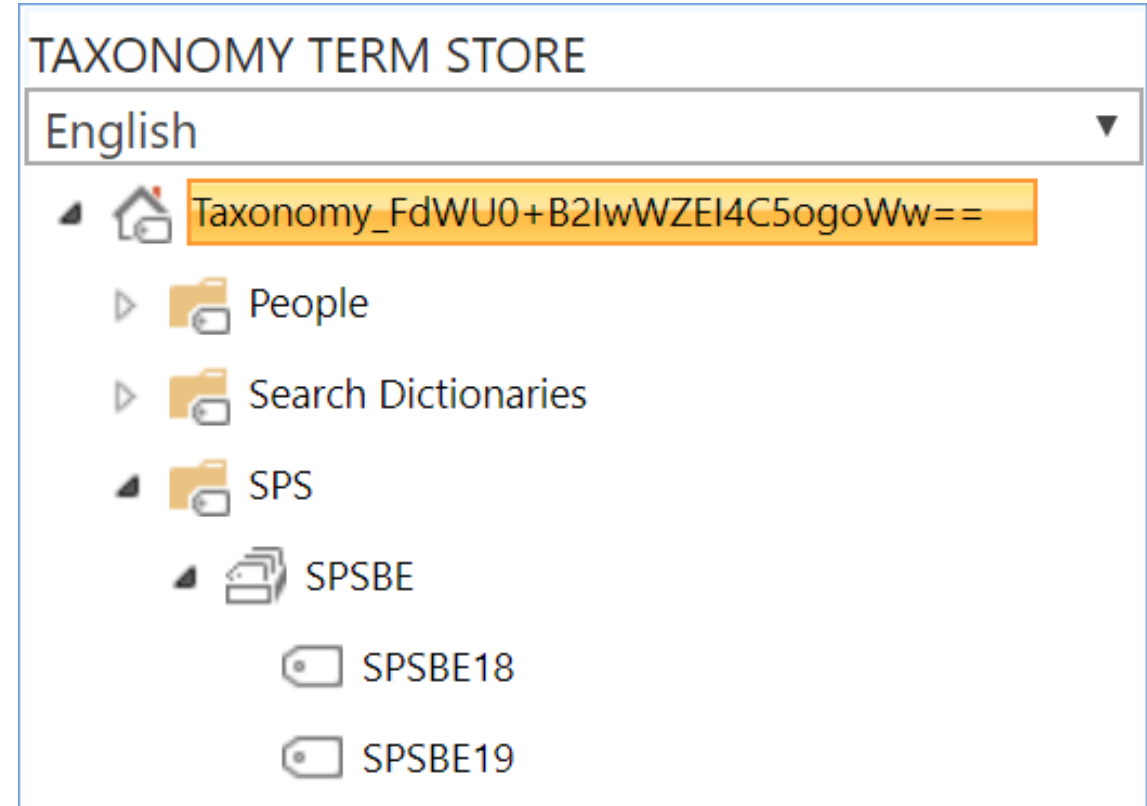 TAXONOMY TERM STORE
English
Taxonomy_FdWU0+B2IwWZEI4C5ogoWw==
People
Search Dictionaries
SPS
SPSBE
SPSBE18
SPSBE19